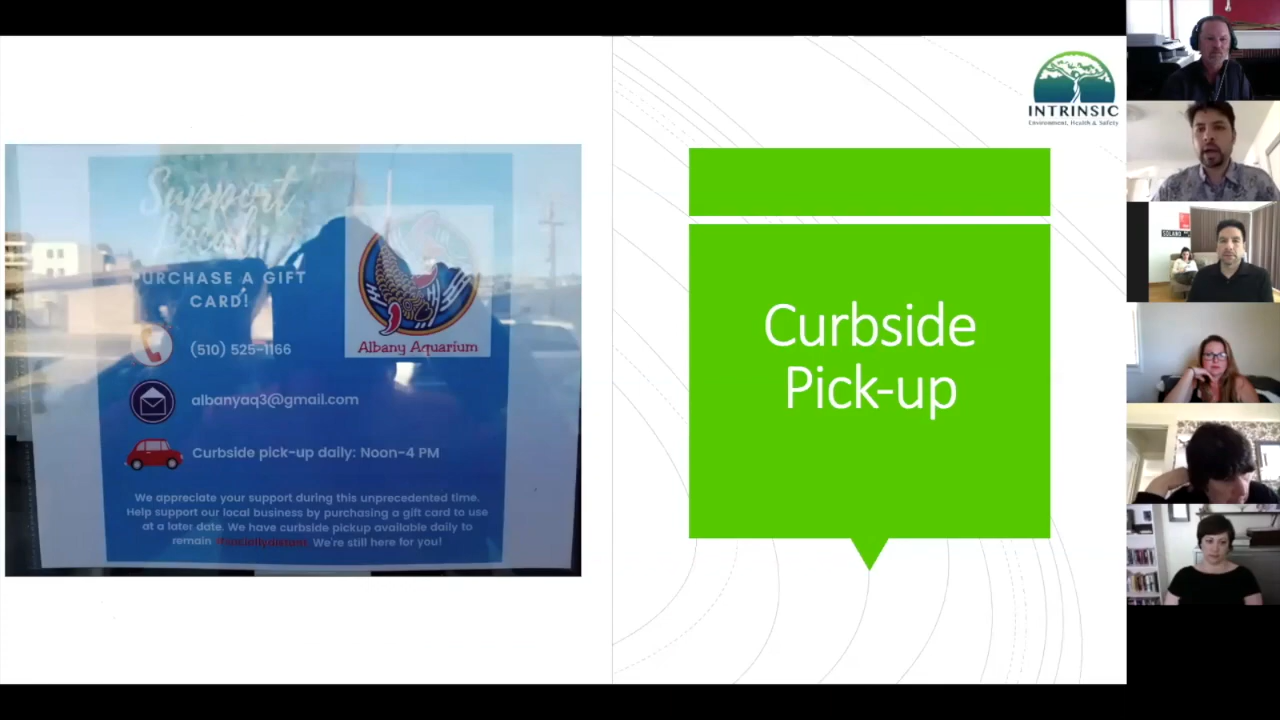 Support
Local
PURCHASE A GIFT
CARD!
(510) 525-1166
Albany Aquarium
albanyaq3@gmail.com
Curbside pick-up daily: Noon-4 PM
We appreciate your support during this unprecedented time.
Help support our local business by purchasing a gift card to use
at a later date. We have curbside pickup available daily to
remain We're still here for you!
INTRINSIC
Environment, Health & Safety
Curbside
Pick-up
SOLANO